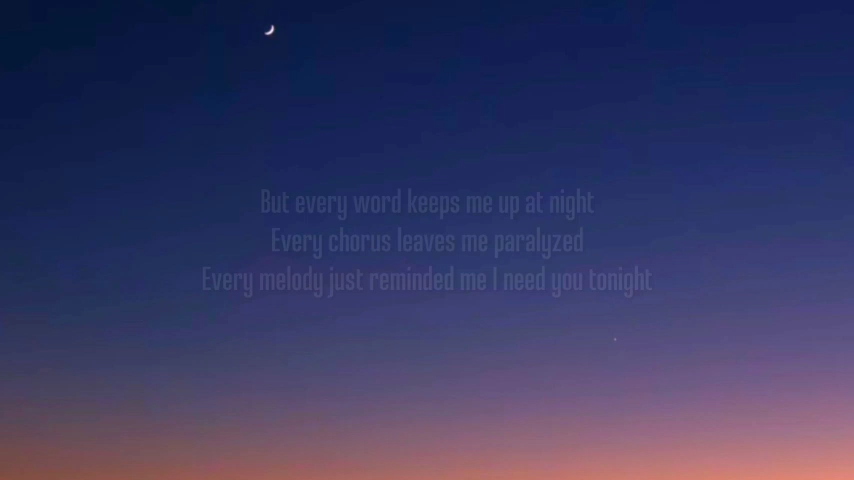 But every word keeps me up at night
Every chorus leaves me paralyzed
Every melody just reminded me I need you tonight